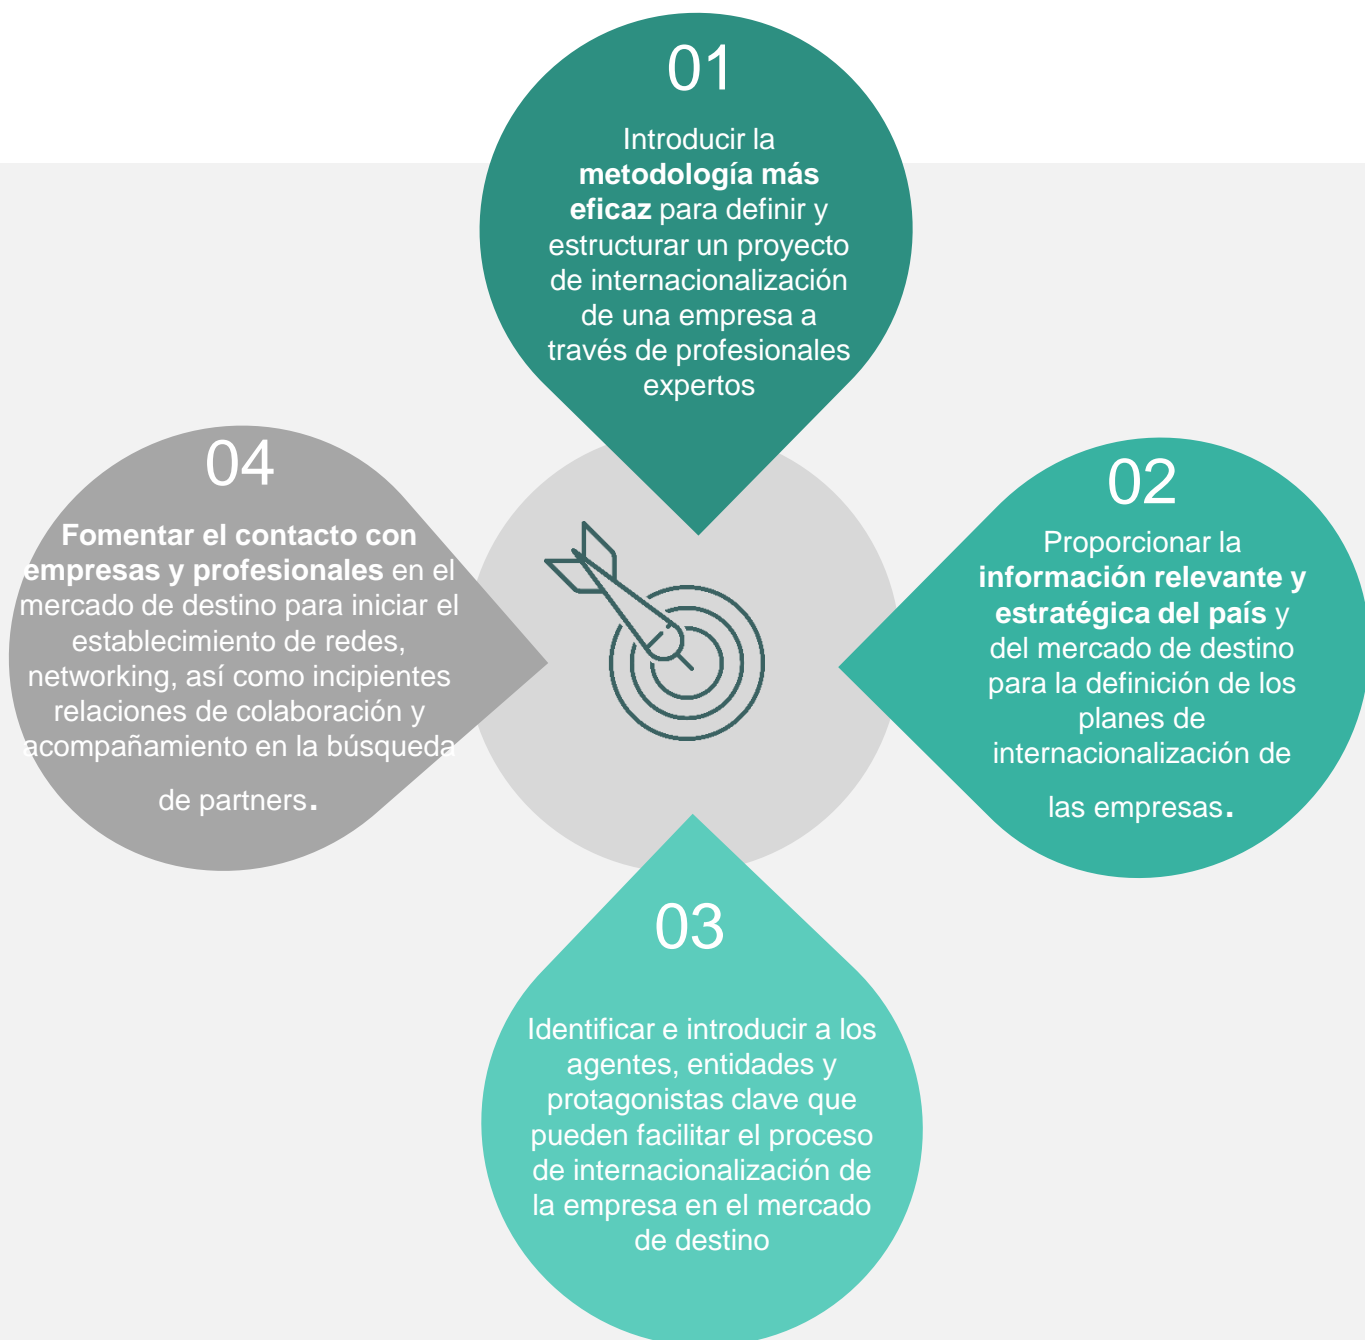 01
Introducir la
metodología más
eficaz para definir y
estructurar un proyecto
de internacionalización
de una empresa a
través de profesionales
expertos
02
Proporcionar la
información relevante y
estratégica del país y
del mercado de destino
para la definición de los
planes de
internacionalización de
las empresas.
03
Identificar e introducir a los
agentes, entidades y
protagonistas clave que
pueden facilitar el proceso
de internacionalización de
la empresa en el mercado
de destino
04
Fomentar el contacto con
empresas y profesionales en el
mercado de destino para iniciar el
establecimiento de redes,
networking, así como incipientes
relaciones de colaboración y
acompañamiento en la búsqueda
de partners.